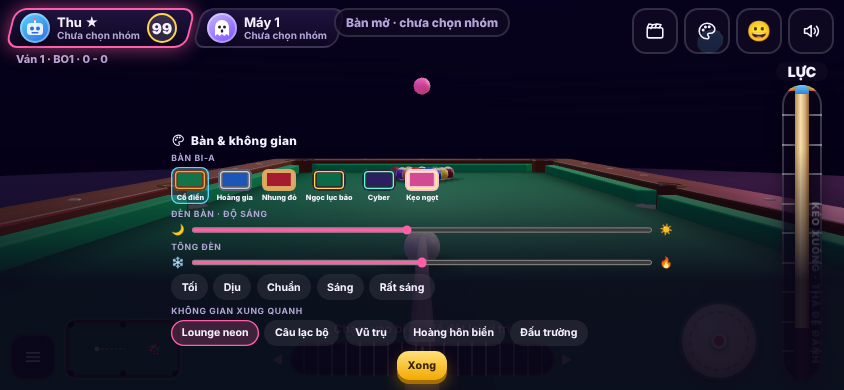 Thu ★
Chưa chọn nhóm
99
Máy 1
Chưa chọn nhóm
Bàn mở · chưa chọn nhóm
Ván 1 · BO1 · 0 - 0
LỰC
Bàn & không gian
BÀN BI-A
Cổ điển Hoàng gia Nhung đỏ Ngọc lục bảo Cyber Kẹo ngọt
ĐÈN BÀN · ĐỘ SÁNG
TÔNG ĐÈN
Tối Dịu Chuẩn Sáng Rất sáng
KHÔNG GIAN XUNG QUANH
Lounge neon Câu lạc bộ Vũ trụ Hoàng hôn biển Đấu trường
Xong
KÉO XUỐNG